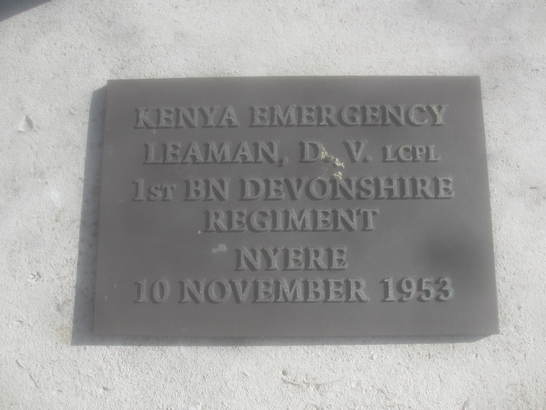 KENYA EMERGENCY
LEAMAN, D. V. LCPL
1ST BN DEVONSHIRE
REGIMENT
NYERE
10 NOVEMBER 1953